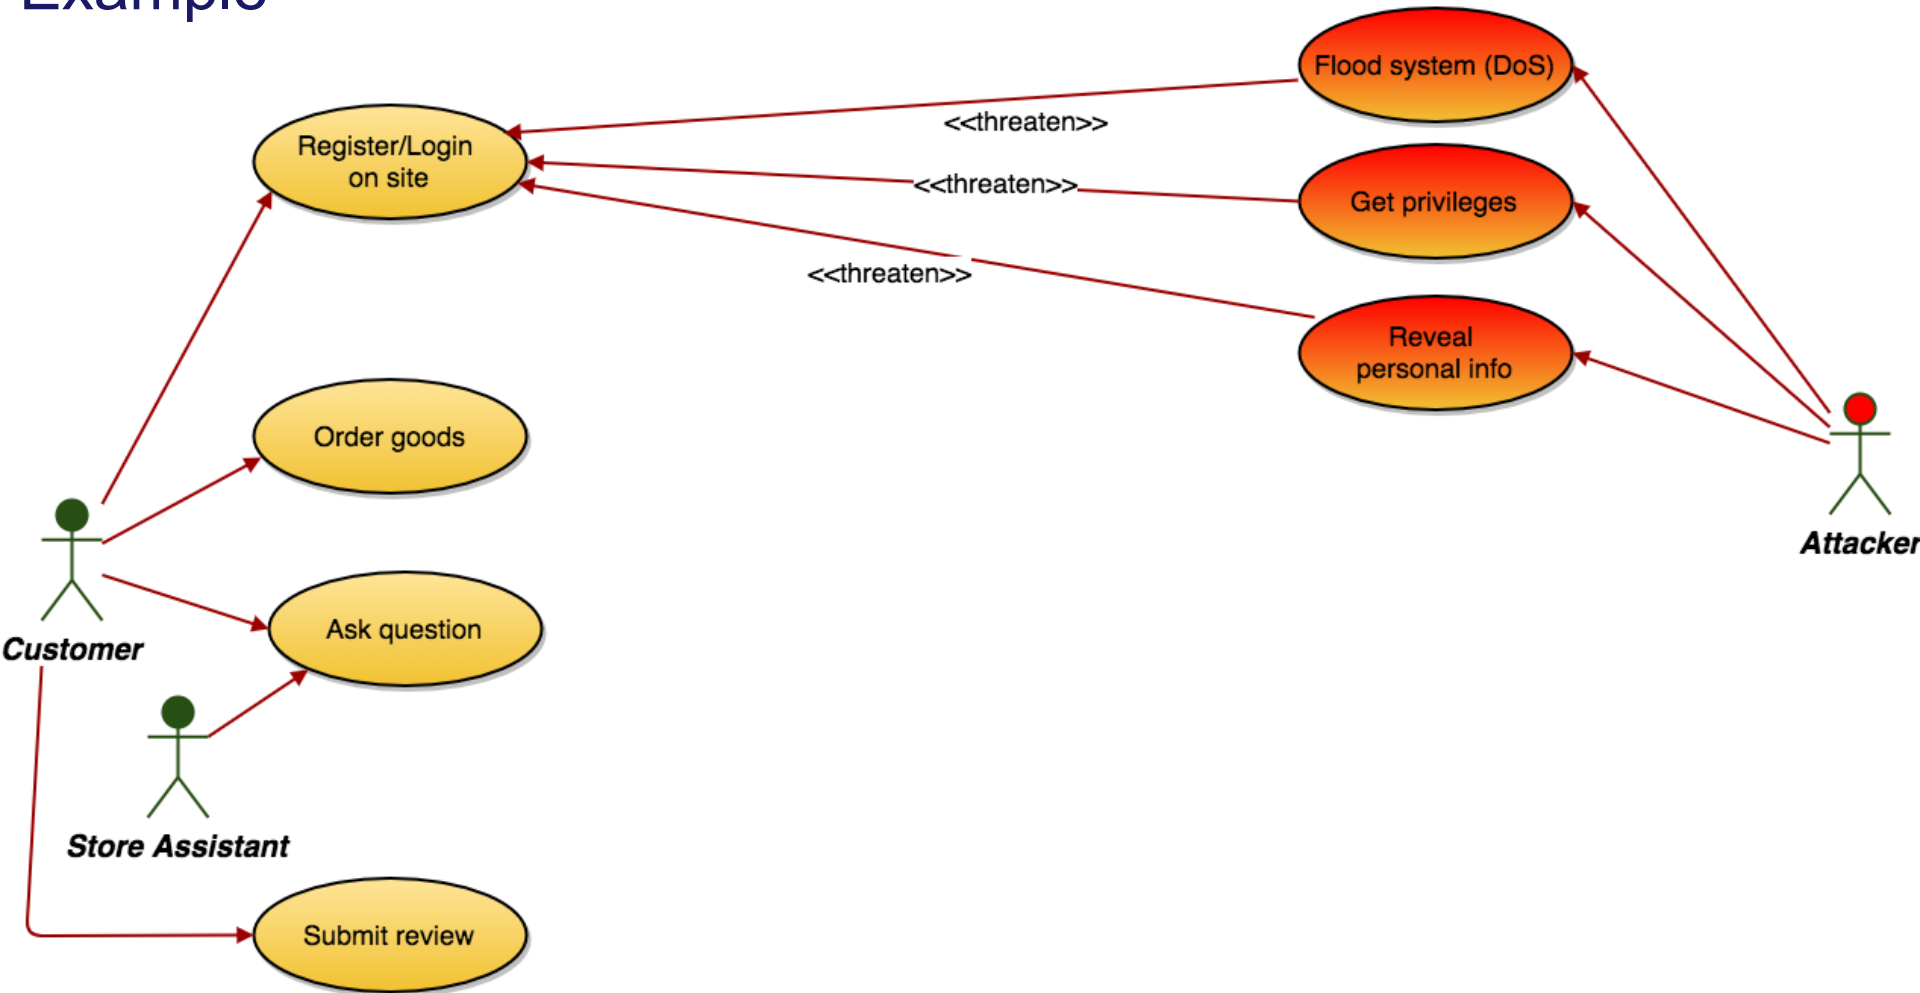 Example
Flood system (DoS)
<<threaten>>
Register/Login
on site
<<threaten>>
Get privileges
<<threaten>>
Reveal
personal info
Order goods
Attacker
Ask question
Customer
Store Assistant
Submit review